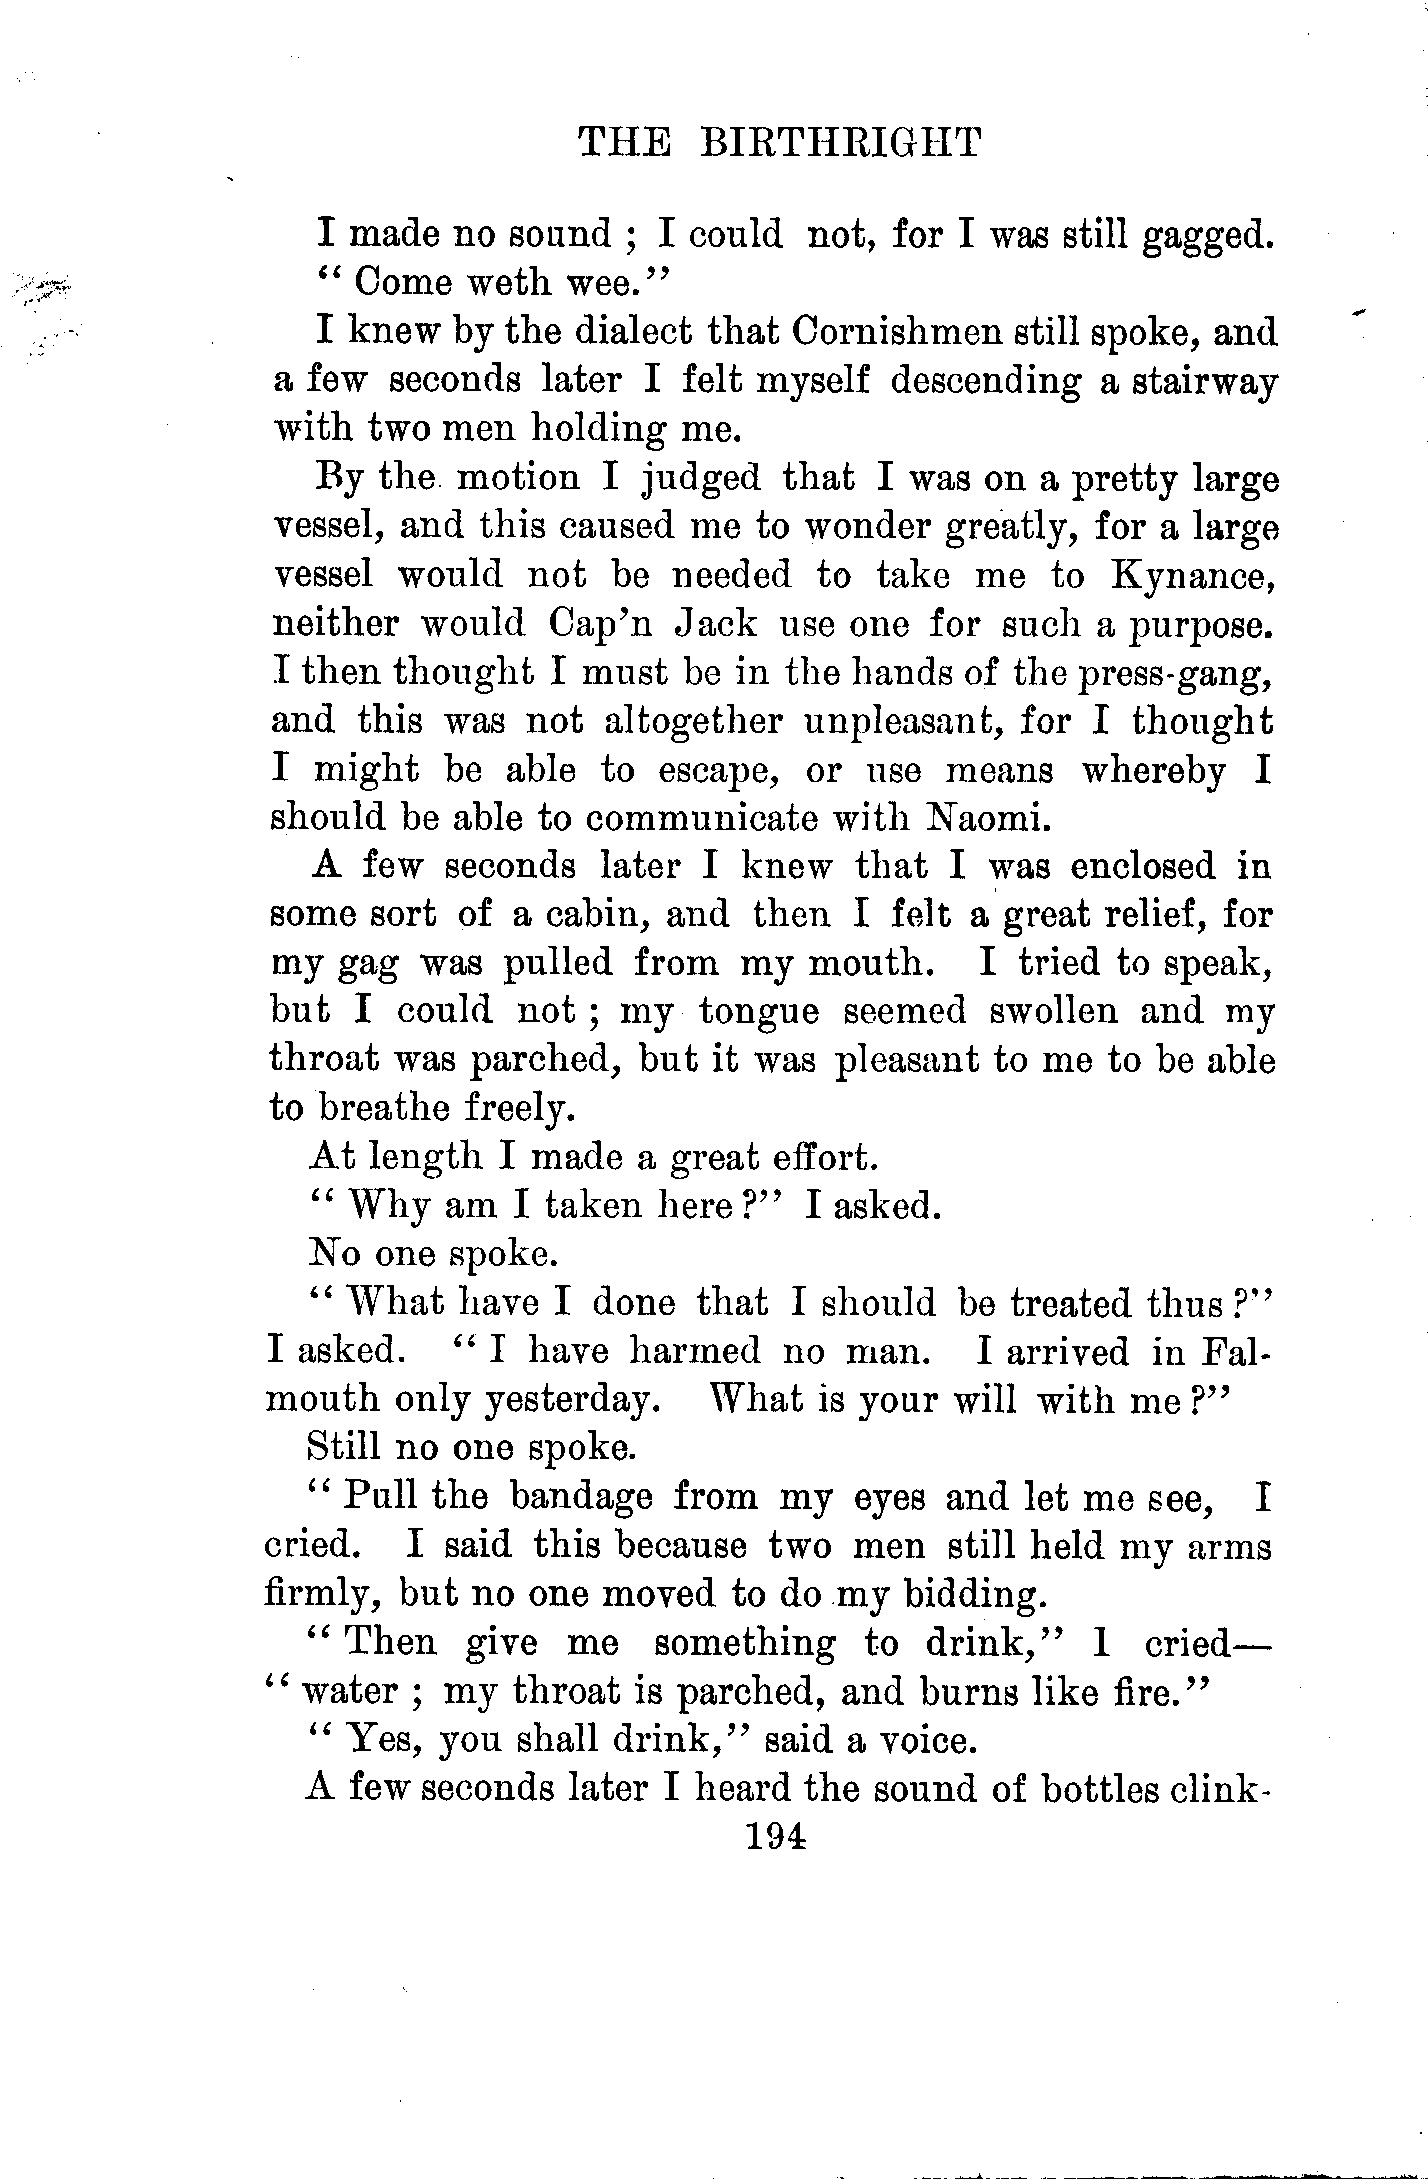 THE BIRTHRIGHT
I made no sound ; I could not, for I was still gagged.
“ Come weth wee.”
I knew by the dialect that Cornishmen still spoke, and
a few seconds later I felt myself descending a stairway
with two men holding me.
By the motion I judged that I was on a pretty large
vessel, and this caused me to wonder greatly, for a large
vessel would not be needed to take me to Kynance,
neither would Cap’n Jack use one for such a purpose.
I then thought I must be in the hands of the press-gang,
and this was not altogether unpleasant, for I thought
I might be able to escape, or use means whereby I
should be able to communicate with Naomi.
A few seconds later I knew that I was enclosed in
some sort of a cabin, and then I felt a great relief, for
my gag was pulled from my mouth. I tried to speak,
but I could not ; my tongue seemed swollen and my
throat was parched, but it was pleasant to me to be able
to breathe freely.
At length I made a great effort.
“ Why am I taken here ?” I asked.
No one spoke.
“ What have I done that I should be treated thus ?”
I asked. “ I have harmed no man. I arrived in Fal-
mouth only yesterday. What is your will with me ?”
Still no one spoke.
“ Pull the bandage from my eyes and let me see, I
cried. I said this because two men still held my arms
firmly, but no one moved to do my bidding.
“ Then give me something to drink,” I cried—
“ water ; my throat is parched, and burns like fire.”
“ Yes, you shall drink,” said a voice.
A few seconds later I heard the sound of bottles clink-
194